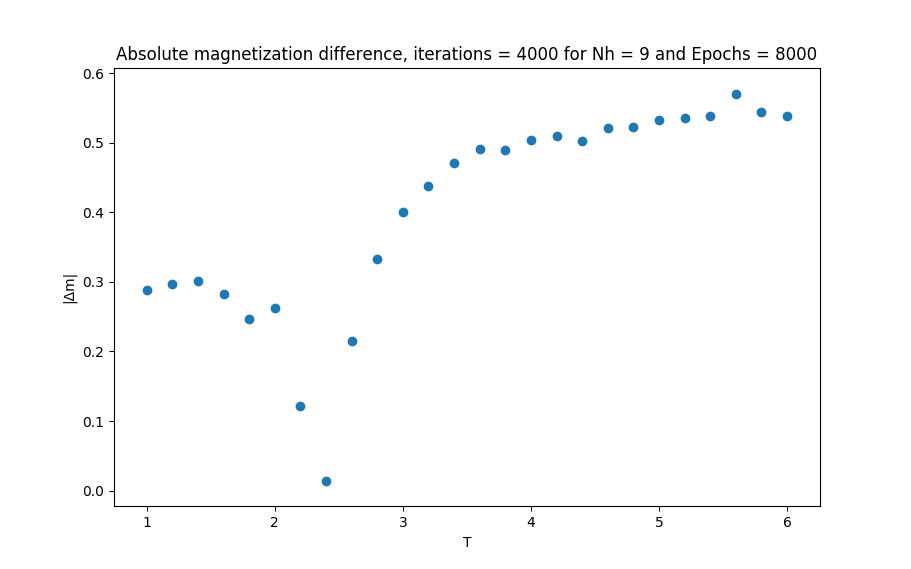 Absolute magnetization difference, iterations = 4000 for Nh = 9 and Epochs = 8000
0.6
0.5
0.4
0.3
0.2
0.1
0.0
|Δm|
1 2 3 4 5 6
T